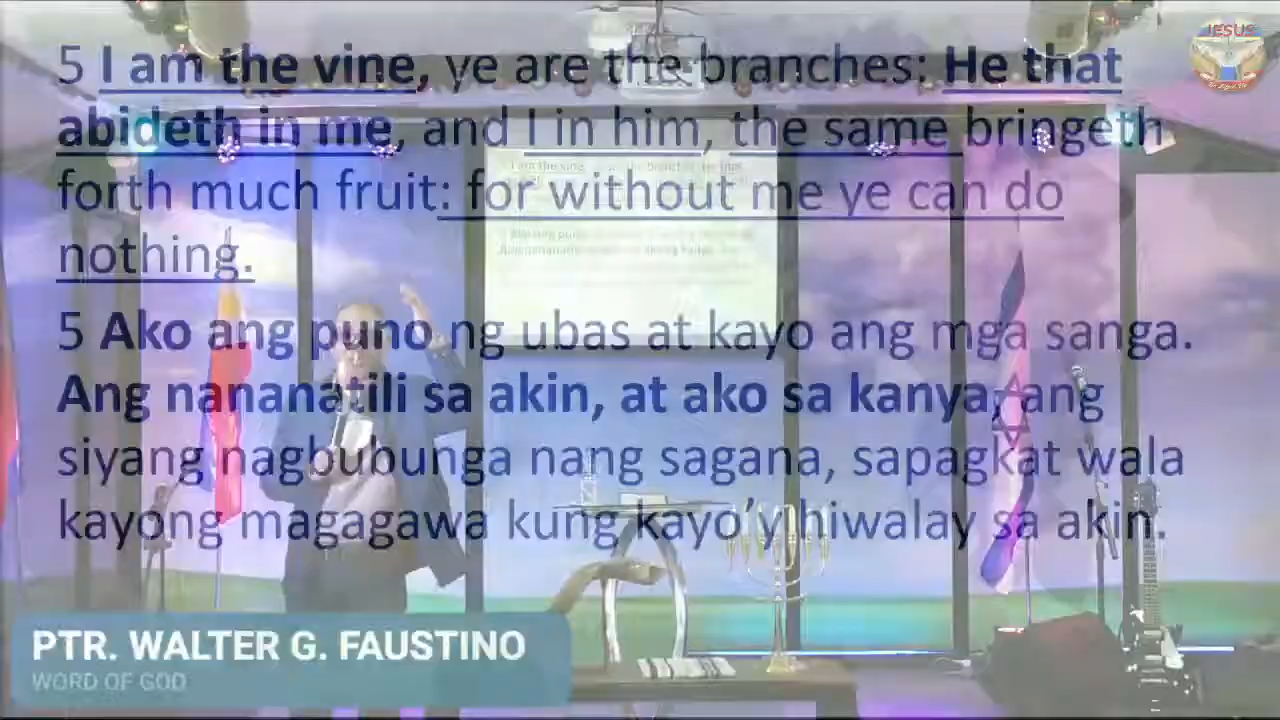 JESUS
5 I am the vine, ye are the branches: He that
abideth in me, and I in him, the same bringeth
forth much fruit: for without me ye can do
nothing.
5 Ako ang puno ng ubas at kayo ang mga sanga.
Ang nananatili sa akin, at ako sa kanya, ang
siyang nagbubunga nang sagana, sapagkat wala
kayong magagawa kung kayo’y hiwalay sa akin.
PTR. WALTER G. FAUSTINO
WORD OF GOD